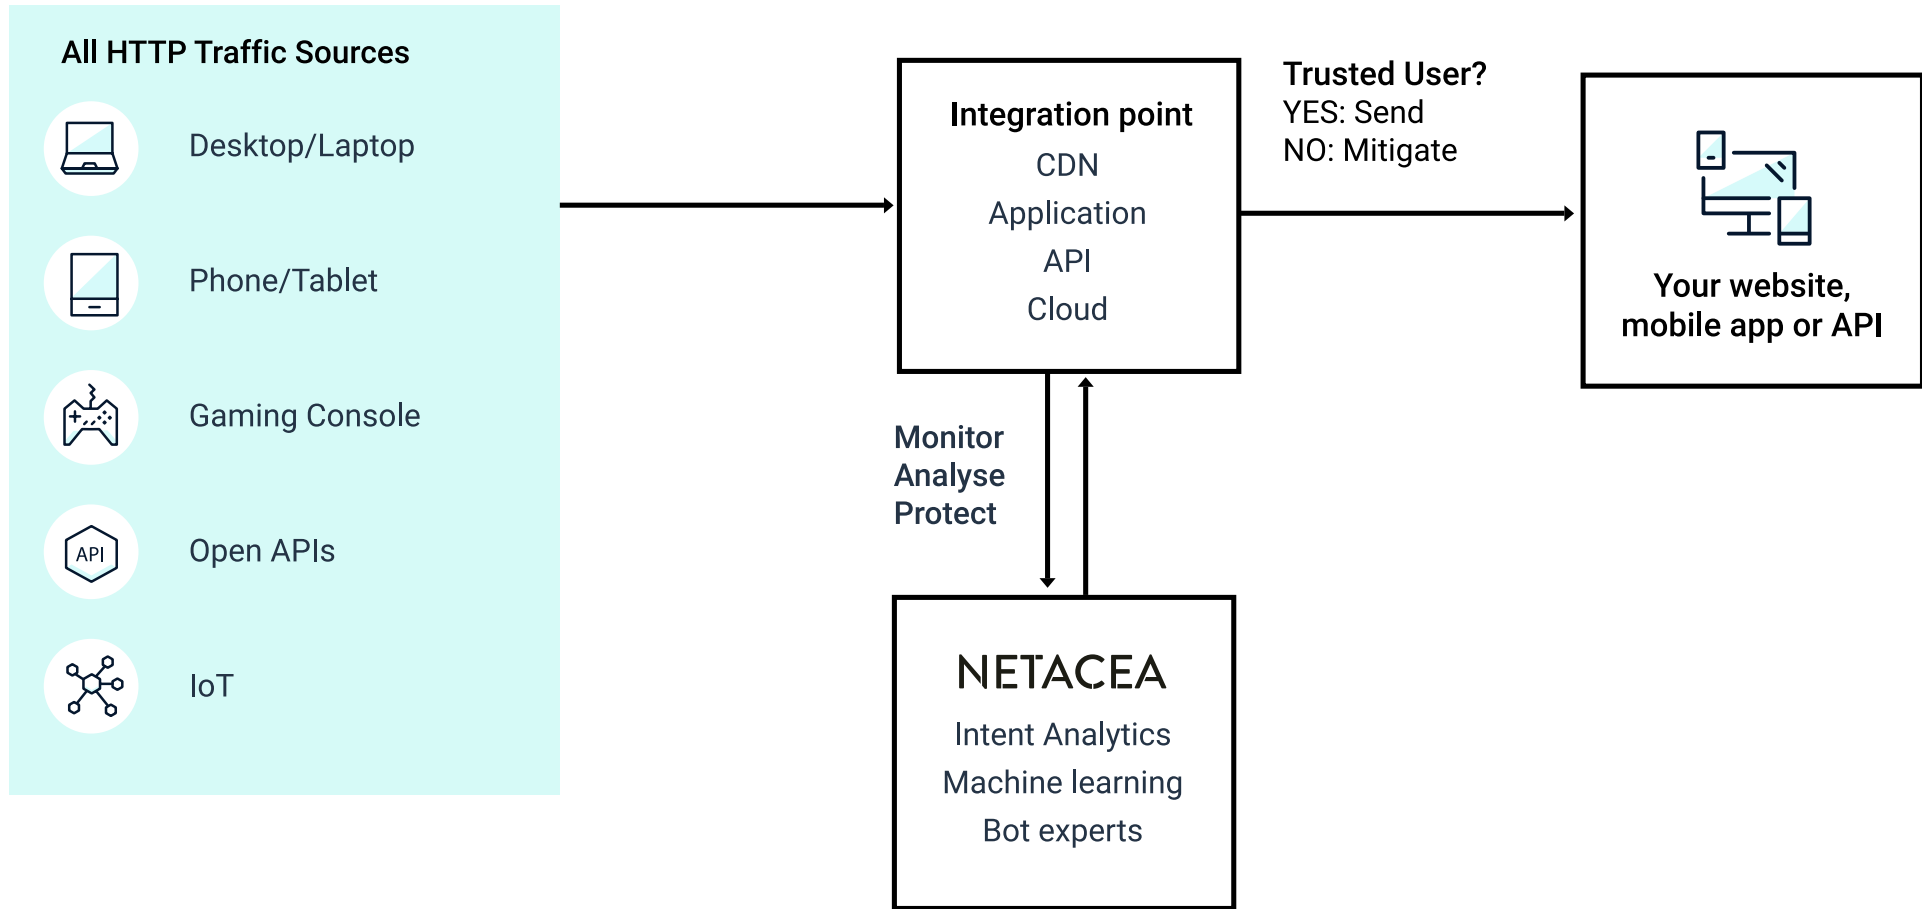 All HTTP Traffic Sources
Desktop/Laptop
Phone/Tablet
Gaming Console
API
Open APIs
IoT
Integration point
CDN
Application
API
Cloud
Monitor
Analyse
Protect
NETACEA
Intent Analytics
Machine learning
Bot experts
Trusted User?
YES: Send
NO: Mitigate
Your website,
mobile app or API